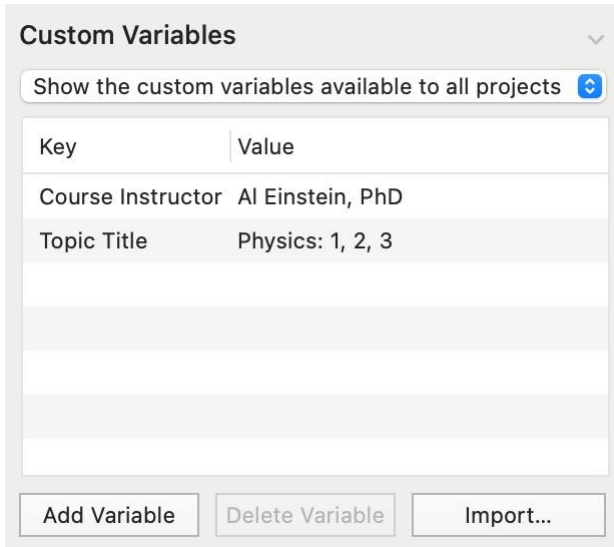 Custom Variables
Show the custom variables available to all projects
Key Value
Course Instructor Al Einstein, PhD
Topic Title Physics: 1, 2, 3
Add Variable Delete Variable Import...